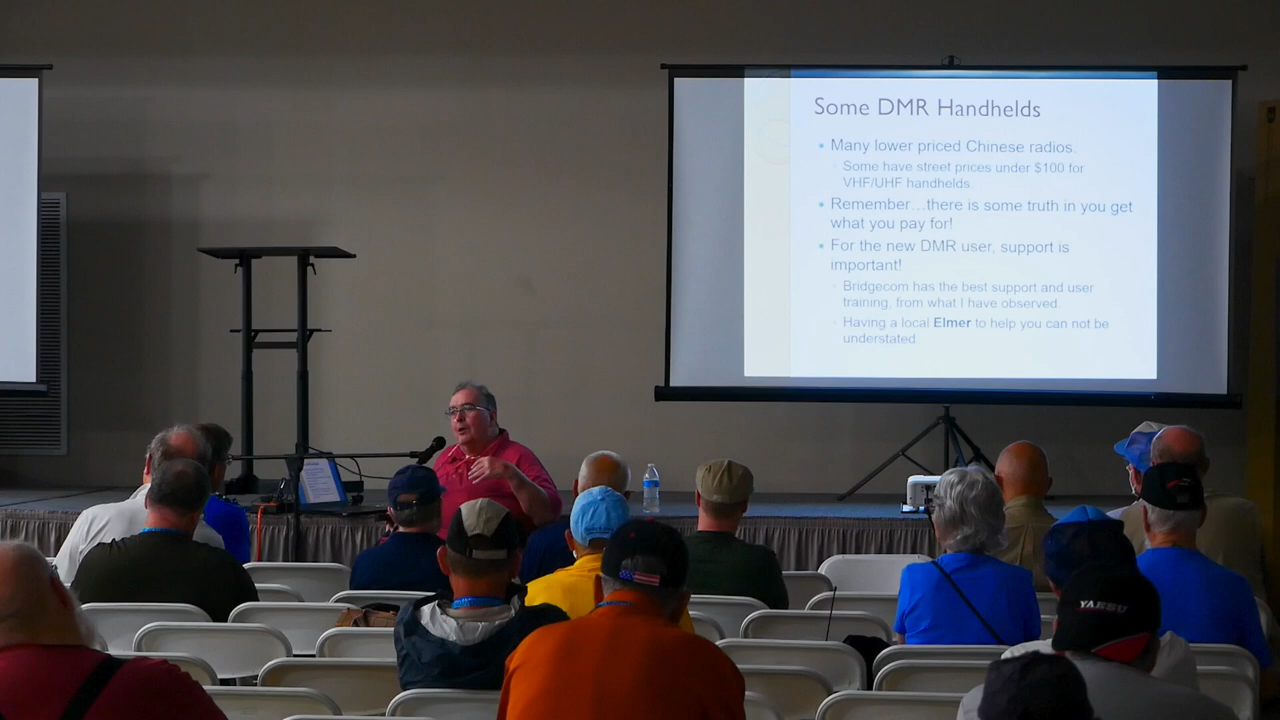 Some DMR Handhelds
Many lower priced Chinese radios.
Some have street prices under $100 for
VHF/UHF handhelds.
Remember...there is some truth in you get
what you pay for!
For the new DMR user, support is
important!
Bridgecom has the best support and user
training, from what I have observed.
Having a local Elmer to help you can not be
understated.
YAESU